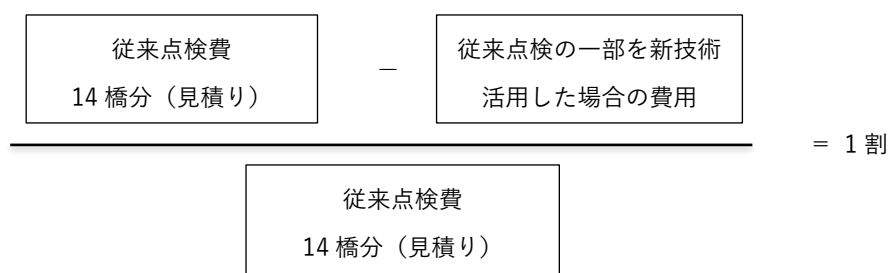 従来点検費
14 橋分（見積り）
－
従来点検の一部を新技術
活用した場合の費用
＝ 1 割
従来点検費
14 橋分（見積り）